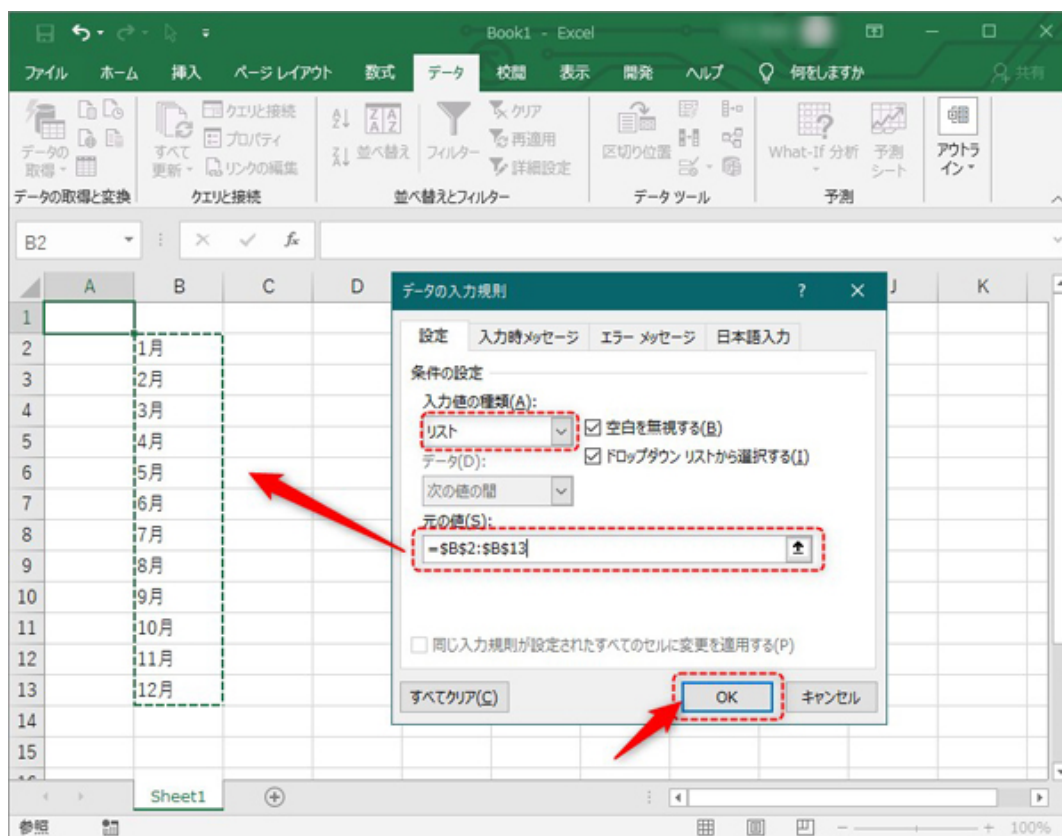 Book1 - Excel
ファイル ホーム 挿入 ページ レイアウト 数式 データ 校閲 表示 開発 ヘルプ 何をしますか 共有
データの取得
すべて更新
クエリと接続
プロパティ
リンクの編集
並べ替え
フィルター
クリア
再適用
詳細設定
区切り位置
What-If 分析
予測シート
アウトライン
データの取得と変換 クエリと接続 並べ替えとフィルター データ ツール 予測
B2 fx
A B C D J K
1
2 1月
3 2月
4 3月
5 4月
6 5月
7 6月
8 7月
9 8月
10 9月
11 10月
12 11月
13 12月
14
15
データの入力規則 ? ×
設定 入力時メッセージ エラー メッセージ 日本語入力
条件の設定
入力値の種類(A):
リスト
空白を無視する(B)
データ(D):
ドロップダウン リストから選択する(I)
次の値の間
元の値(S):
=$B$2:$B$13
同じ入力規則が設定されたすべてのセルに変更を適用する(P)
すべてクリア(C) OK キャンセル
Sheet1
参照 100%